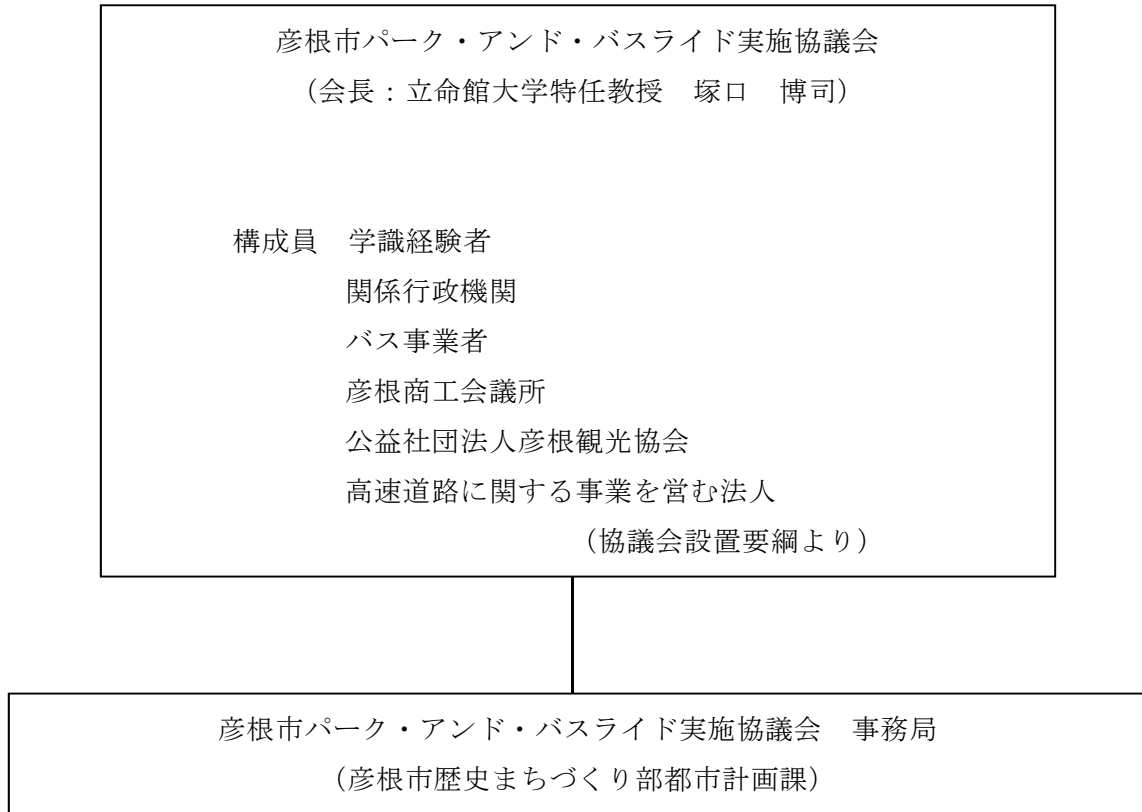 彦根市パーク・アンド・バスライド実施協議会
（会長：立命館大学特任教授　塚口　博司）
構成員　学識経験者
関係行政機関
バス事業者
彦根商工会議所
公益社団法人彦根観光協会
高速道路に関する事業を営む法人
（協議会設置要綱より）
彦根市パーク・アンド・バスライド実施協議会　事務局
（彦根市歴史まちづくり部都市計画課）